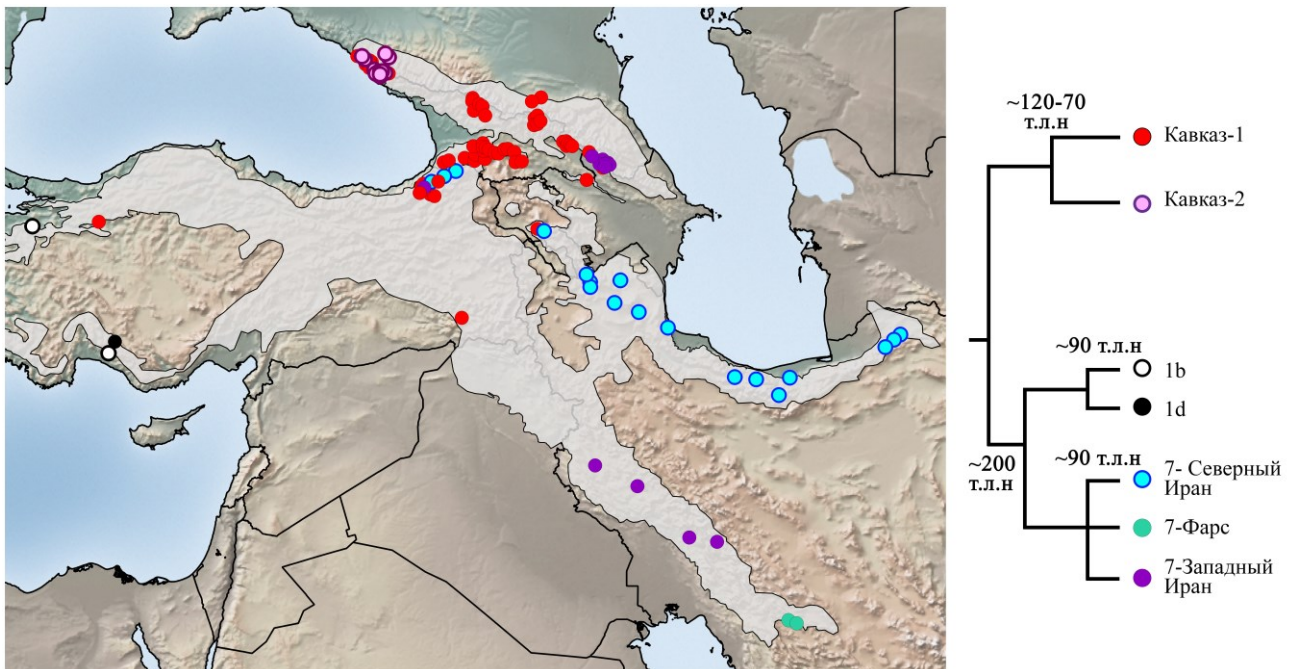 ~120-70
т.л.н
Кавказ-1
Кавказ-2
~90 т.л.н
1b
1d
~200
т.л.н
~90 т.л.н
7- Северный
Иран
7-Фарс
7-Западный
Иран